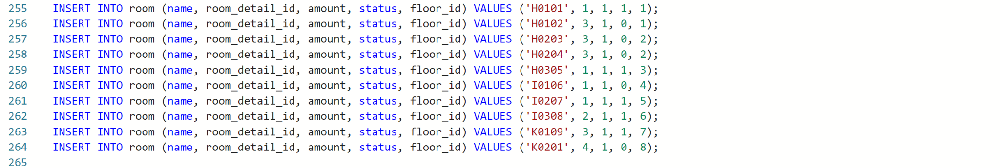 255 INSERT INTO room (name, room_detail_id, amount, status, floor_id) VALUES ('H0101', 1, 1, 1, 1);
256 INSERT INTO room (name, room_detail_id, amount, status, floor_id) VALUES ('H0102', 3, 1, 0, 1);
257 INSERT INTO room (name, room_detail_id, amount, status, floor_id) VALUES ('H0203', 3, 1, 0, 2);
258 INSERT INTO room (name, room_detail_id, amount, status, floor_id) VALUES ('H0204', 3, 1, 0, 2);
259 INSERT INTO room (name, room_detail_id, amount, status, floor_id) VALUES ('H0305', 1, 1, 1, 3);
260 INSERT INTO room (name, room_detail_id, amount, status, floor_id) VALUES ('I0106', 1, 1, 0, 4);
261 INSERT INTO room (name, room_detail_id, amount, status, floor_id) VALUES ('I0207', 1, 1, 1, 5);
262 INSERT INTO room (name, room_detail_id, amount, status, floor_id) VALUES ('I0308', 2, 1, 1, 6);
263 INSERT INTO room (name, room_detail_id, amount, status, floor_id) VALUES ('K0109', 3, 1, 1, 7);
264 INSERT INTO room (name, room_detail_id, amount, status, floor_id) VALUES ('K0201', 4, 1, 0, 8);
265